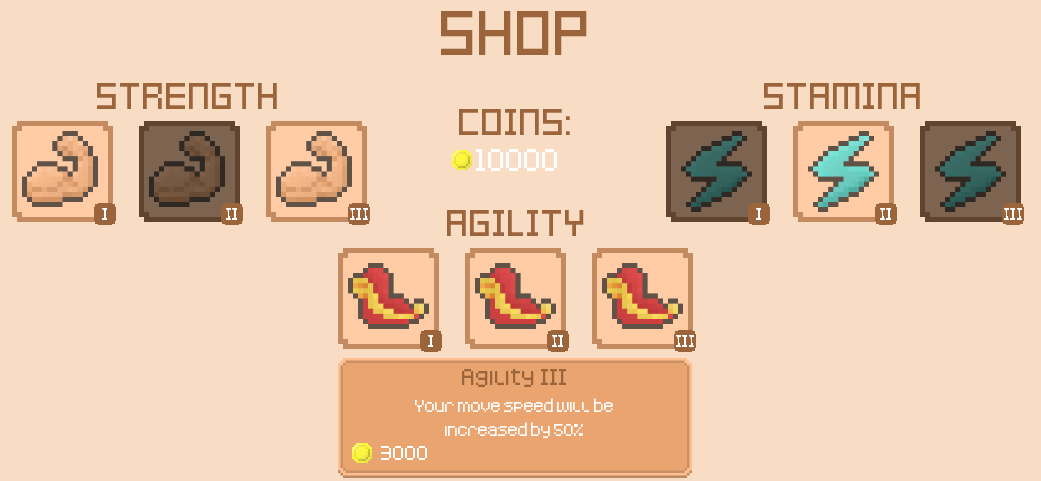 SHOP
STRENGTH
I
II
III
COINS:
10000
STAMINA
I
II
III
AGILITY
I
II
III
Agility III
Your move speed will be
increased by 50%
3000